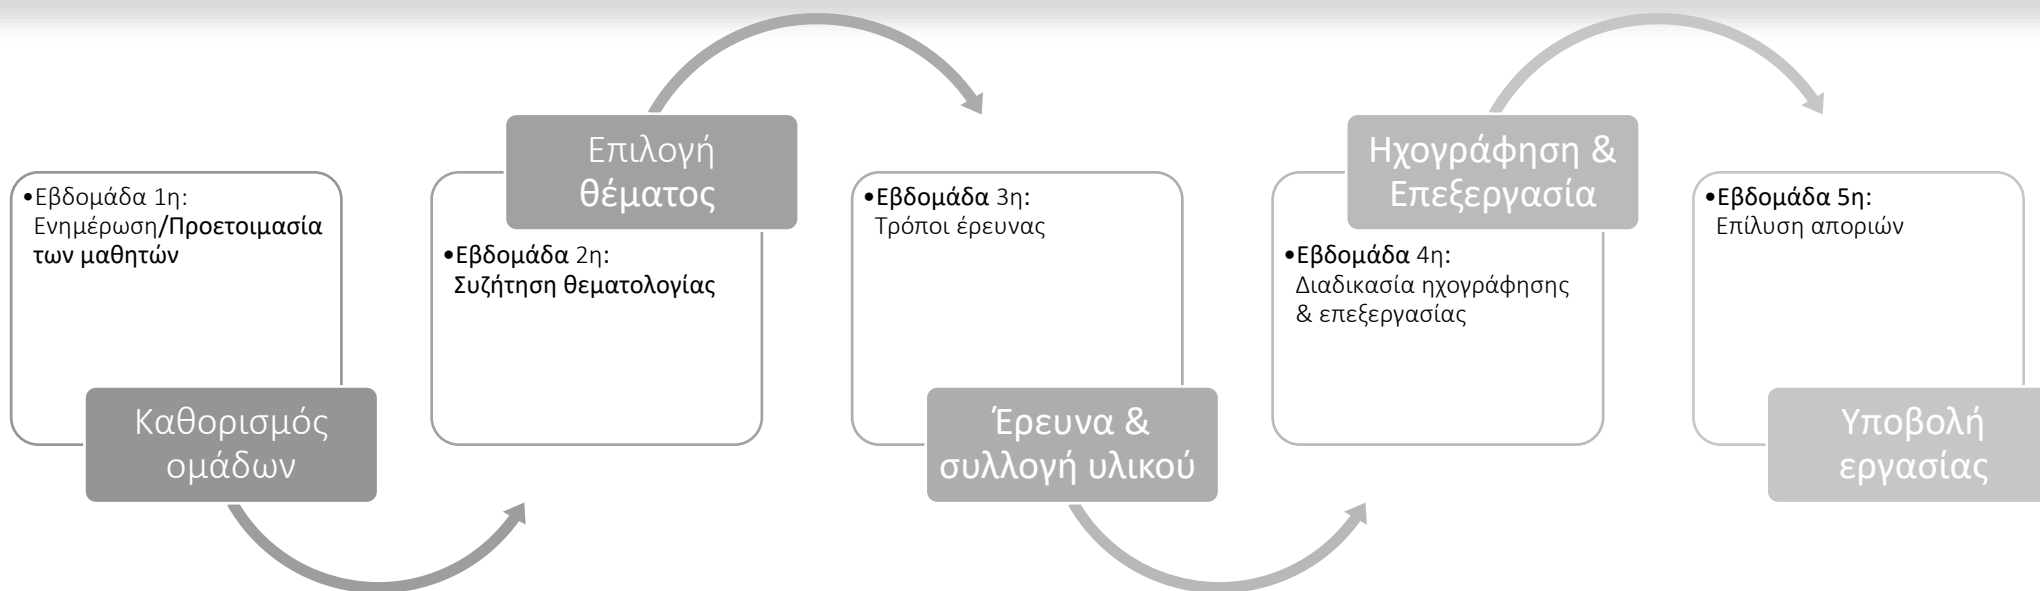 •Εβδομάδα 1η:
Ενημέρωση/Προετοιμασία
των μαθητών
Καθορισμός
ομάδων
Επιλογή
θέματος
•Εβδομάδα 2η:
Συζήτηση θεματολογίας
•Εβδομάδα 3η:
Τρόποι έρευνας
Έρευνα &
συλλογή υλικού
Ηχογράφηση &
Επεξεργασία
•Εβδομάδα 4η:
Διαδικασία ηχογράφησης
& επεξεργασίας
•Εβδομάδα 5η:
Επίλυση αποριών
Υποβολή
εργασίας